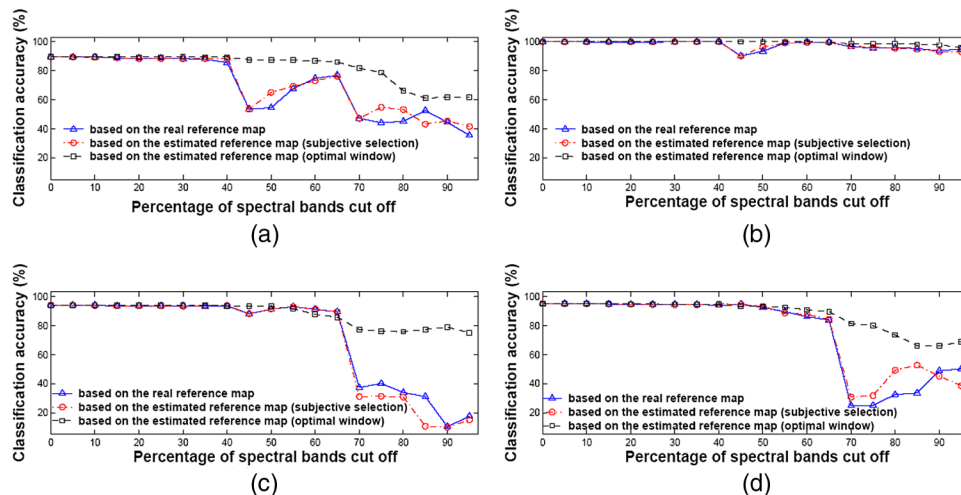 Classification accuracy (%)
100
80
60
40
20
based on the real reference map
based on the estimated reference map (subjective selection)
based on the estimated reference map (optimal window)
0 10 20 30 40 50 60 70 80 90
Percentage of spectral bands cut off
(a)
Classification accuracy (%)
100
80
60
40
20
based on the real reference map
based on the estimated reference map (subjective selection)
based on the estimated reference map (optimal window)
0 10 20 30 40 50 60 70 80 90
Percentage of spectral bands cut off
(b)
Classification accuracy (%)
100
80
60
40
20
based on the real reference map
based on the estimated reference map (subjective selection)
based on the estimated reference map (optimal window)
0 10 20 30 40 50 60 70 80 90
Percentage of spectral bands cut off
(c)
Classification accuracy (%)
100
80
60
40
20
based on the real reference map
based on the estimated reference map (subjective selection)
based on the estimated reference map (optimal window)
0 10 20 30 40 50 60 70 80 90
Percentage of spectral bands cut off
(d)